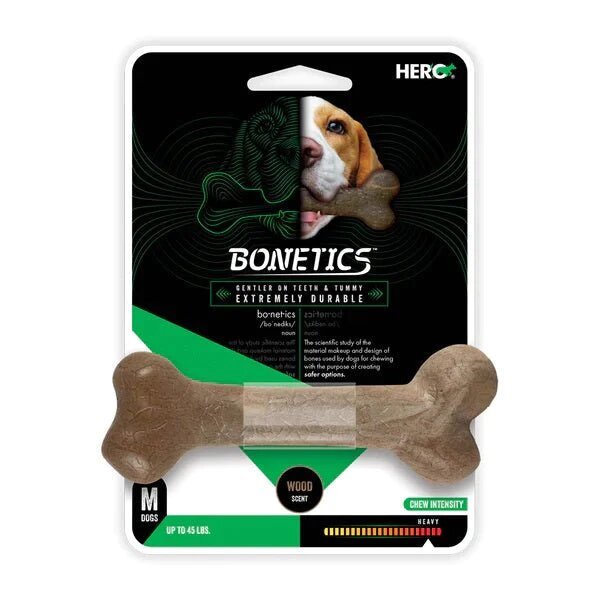 HERO
BONETICS™
GENTLER ON TEETH & TUMMY
EXTREMELY DURABLE
bo·netics
/bo'nediks/
noun
The scientific study of the
material makeup and design of
bones used by dogs for chewing
with the purpose of creating
safer options.
WOOD
SCENT
M
DOGS
UP TO 45 LBS.
CHEW INTENSITY
HEAVY